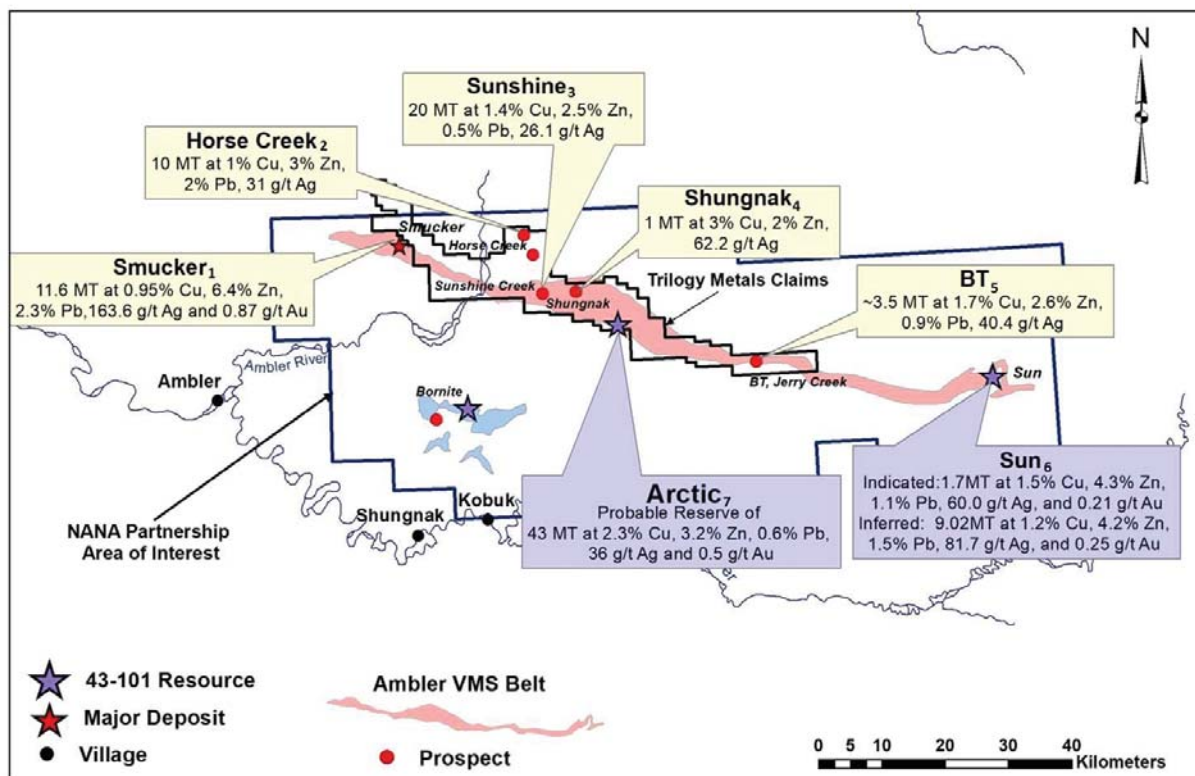 N
Sunshine3
20 MT at 1.4% Cu, 2.5% Zn,
0.5% Pb, 26.1 g/t Ag
Horse Creek2
10 MT at 1% Cu, 3% Zn,
2% Pb, 31 g/t Ag
Shungnak4
1 MT at 3% Cu, 2% Zn,
62.2 g/t Ag
Smucker
Horse Creek
Smucker1
11.6 MT at 0.95% Cu, 6.4% Zn,
2.3% Pb,163.6 g/t Ag and 0.87 g/t Au
Trilogy Metals Claims
Sunshine Creek
Shungnak
BT5
~3.5 MT at 1.7% Cu, 2.6% Zn,
0.9% Pb, 40.4 g/t Ag
Ambler River
Ambler
Bornite
BT, Jerry Creek
Sun
Sun6
Indicated:1.7MT at 1.5% Cu, 4.3% Zn,
1.1% Pb, 60.0 g/t Ag, and 0.21 g/t Au
Inferred: 9.02MT at 1.2% Cu, 4.2% Zn,
1.5% Pb, 81.7 g/t Ag, and 0.25 g/t Au
Arctic7
Probable Reserve of
43 MT at 2.3% Cu, 3.2% Zn, 0.6% Pb,
36 g/t Ag and 0.5 g/t Au
Kobuk
Shungnak
NANA Partnership
Area of Interest
43-101 Resource
Major Deposit
Village
Ambler VMS Belt
Prospect
0 5 10 20 30 40
Kilometers